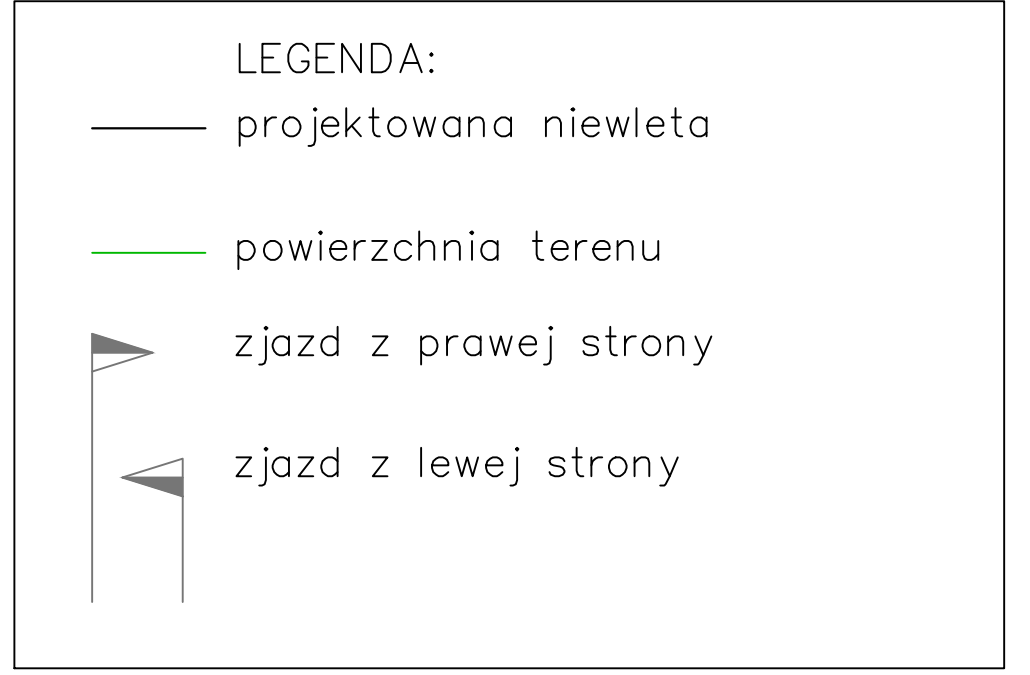 LEGENDA:
projektowana niewleta
powierzchnia terenu
zjazd z prawej strony
zjazd z lewej strony